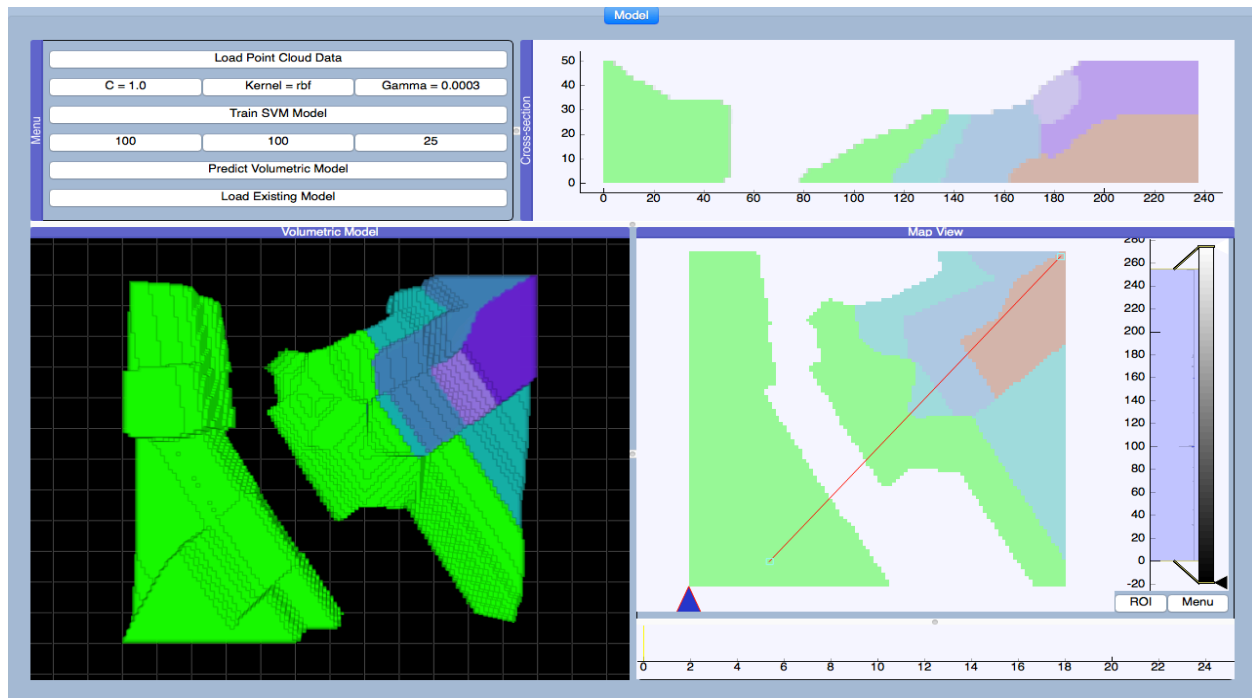 Model
Menu
Load Point Cloud Data
C = 1.0 Kernel = rbf Gamma = 0.0003
Train SVM Model
100 100 25
Predict Volumetric Model
Load Existing Model
Cross-section
50
40
30
20
10
0
0 20 40 60 80 100 120 140 160 180 200 220 240
Volumetric Model
Map View
280
260
240
220
200
180
160
140
120
100
80
60
40
20
0
-20
ROI Menu
0 2 4 6 8 10 12 14 16 18 20 22 24